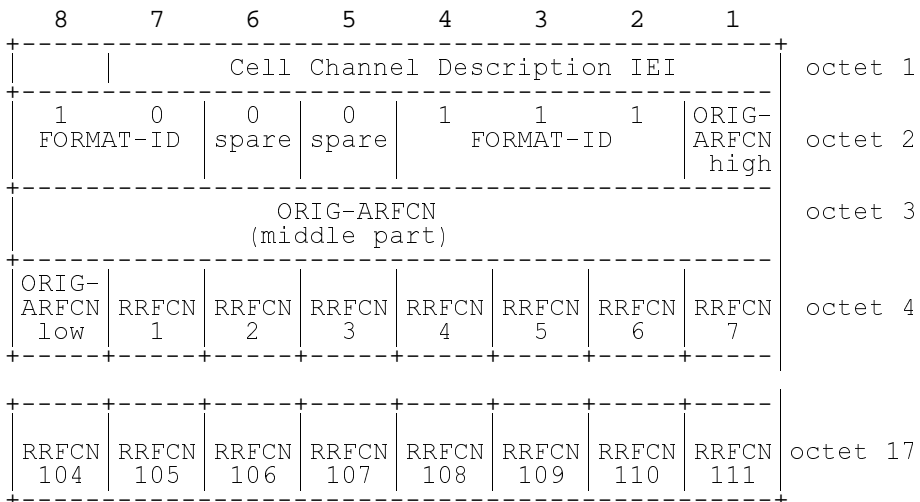 8 7 6 5 4 3 2 1
Cell Channel Description IEI octet 1
1 0 0 0 1 1 1 ORIG-
FORMAT-ID spare spare FORMAT-ID ARFCN octet 2
high
ORIG-ARFCN octet 3
(middle part)
ORIG-
ARFCN RRFCN RRFCN RRFCN RRFCN RRFCN RRFCN RRFCN octet 4
low 1 2 3 4 5 6 7
RRFCN RRFCN RRFCN RRFCN RRFCN RRFCN RRFCN RRFCN octet 17
104 105 106 107 108 109 110 111